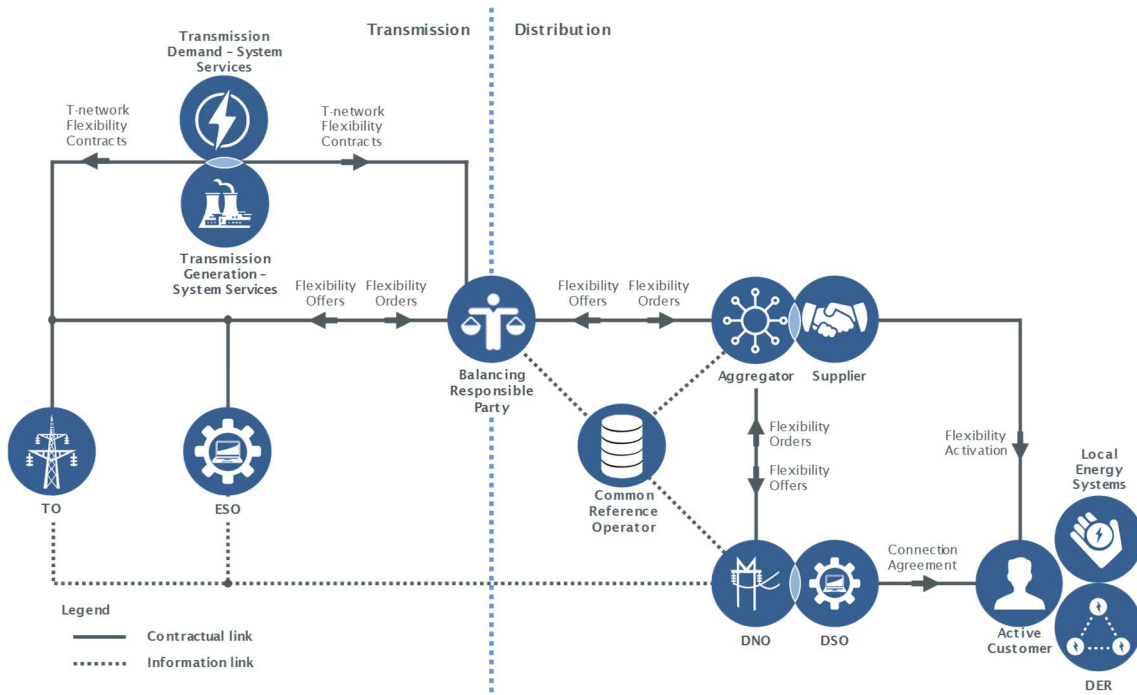 Transmission
Distribution
Transmission
Demand – System
Services
T-network
Flexibility
Contracts
T-network
Flexibility
Contracts
Transmission
Generation –
System Services
Flexibility
Offers
Flexibility
Orders
Flexibility
Offers
Flexibility
Orders
Balancing
Responsible
Party
Aggregator
Supplier
Flexibility
Orders
Flexibility
Offers
Flexibility
Activation
Local
Energy
Systems
TO
ESO
Common
Reference
Operator
Connection
Agreement
DNO
DSO
Active
Customer
DER
Legend
Contractual link
Information link